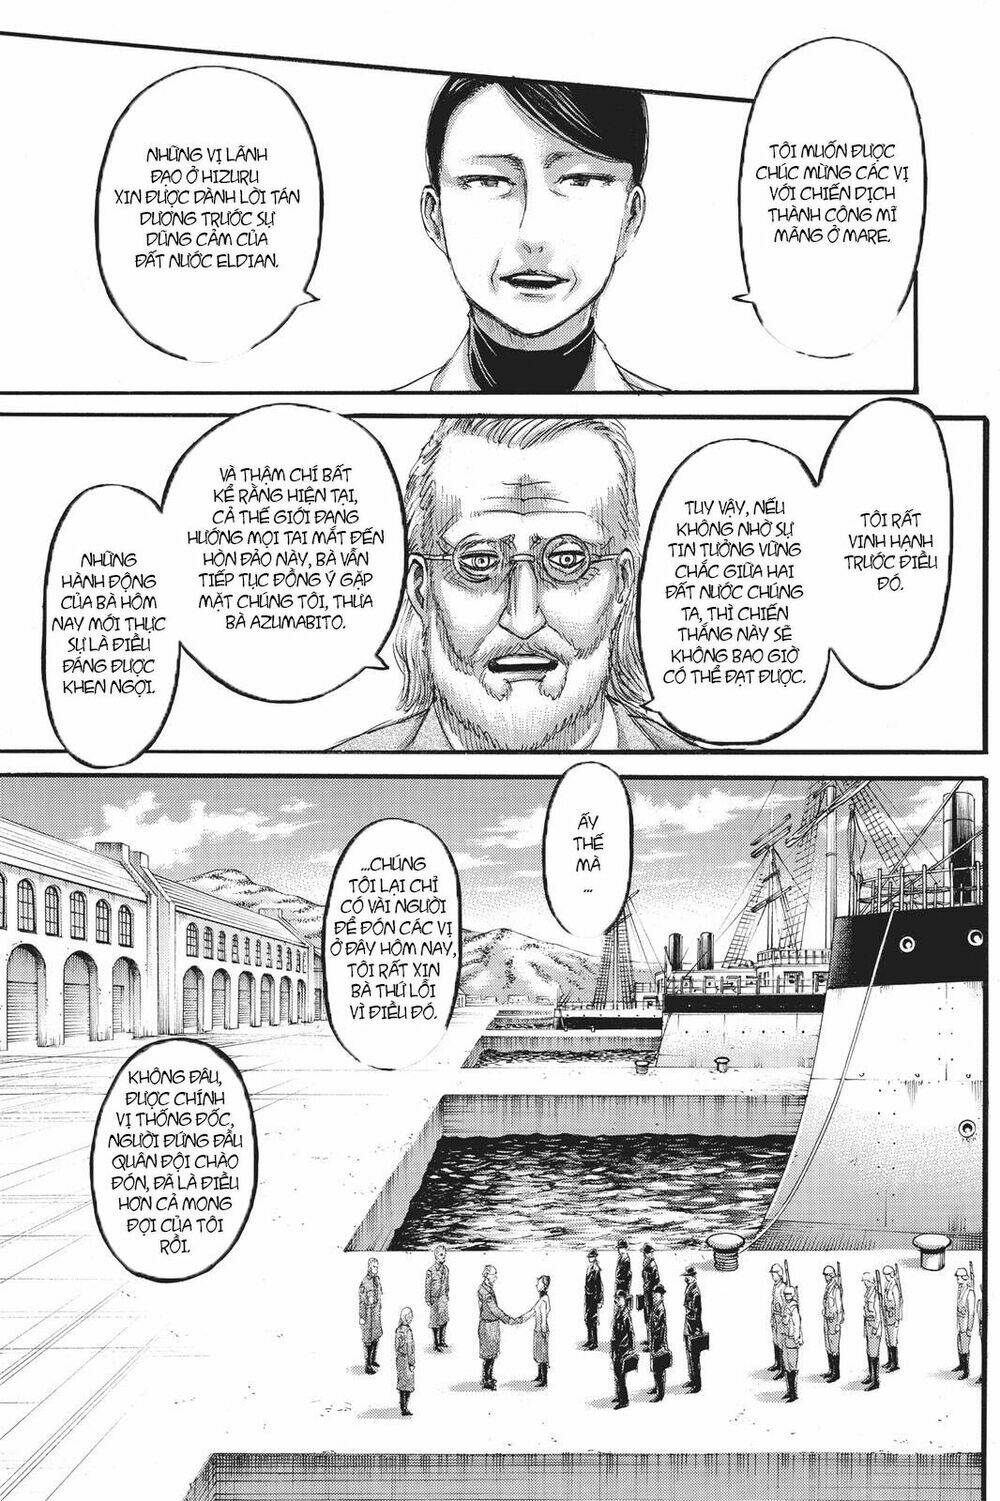 TÔI MUỐN ĐƯỢC
CHÚC MỪNG CÁC VỊ
VỚI CHIẾN DỊCH
THÀNH CÔNG MĨ
MÃNG Ở MARE.
NHỮNG VỊ LÃNH
ĐẠO Ở HIZURU
XIN ĐƯỢC DÀNH LỜI TÁN
DƯƠNG TRƯỚC SỰ
DŨNG CẢM CỦA
ĐẤT NƯỚC ELDIAN.
TÔI RẤT
VINH HẠNH
TRƯỚC ĐIỀU
ĐÓ.
TUY VẬY, NẾU
KHÔNG NHỜ SỰ
TIN TƯỞNG VỮNG
CHẮC GIỮA HAI
ĐẤT NƯỚC CHÚNG
TA, THÌ CHIẾN
THẮNG NÀY SẼ
KHÔNG BAO GIỜ
CÓ THỂ ĐẠT ĐƯỢC.
VÀ THẬM CHÍ BẤT
KỂ RẰNG HIỆN TẠI,
CẢ THẾ GIỚI ĐANG
HƯỚNG MỌI TAI MẮT ĐẾN
HÒN ĐẢO NÀY, BÀ VẪN
TIẾP TỤC ĐỒNG Ý GẶP
MẶT CHÚNG TÔI, THƯA
BÀ AZUMABITO.
NHỮNG
HÀNH ĐỘNG
CỦA BÀ HÔM
NAY MỚI THỰC
SỰ LÀ ĐIỀU
ĐÁNG ĐƯỢC
KHEN NGỢI.
ẤY
THẾ
MÀ
...
...CHÚNG
TÔI LẠI CHỈ
CÓ VÀI NGƯỜI
ĐỂ ĐÓN CÁC VỊ
Ở ĐÂY HÔM NAY,
TÔI RẤT XIN
BÀ THỨ LỖI
VÌ ĐIỀU ĐÓ.
KHÔNG ĐÂU,
ĐƯỢC CHÍNH
VỊ THỐNG ĐỐC,
NGƯỜI ĐỨNG ĐẦU
QUÂN ĐỘI CHÀO
ĐÓN, ĐÃ LÀ ĐIỀU
HƠN CẢ MONG
ĐỢI CỦA TÔI
RỒI.